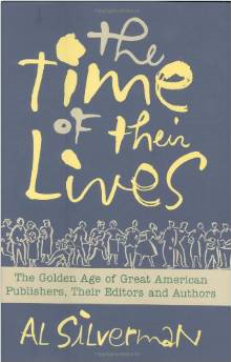 the
Time
of their
Lives
The Golden Age of Great American
Publishers, Their Editors and Authors
AL SILVERMAN